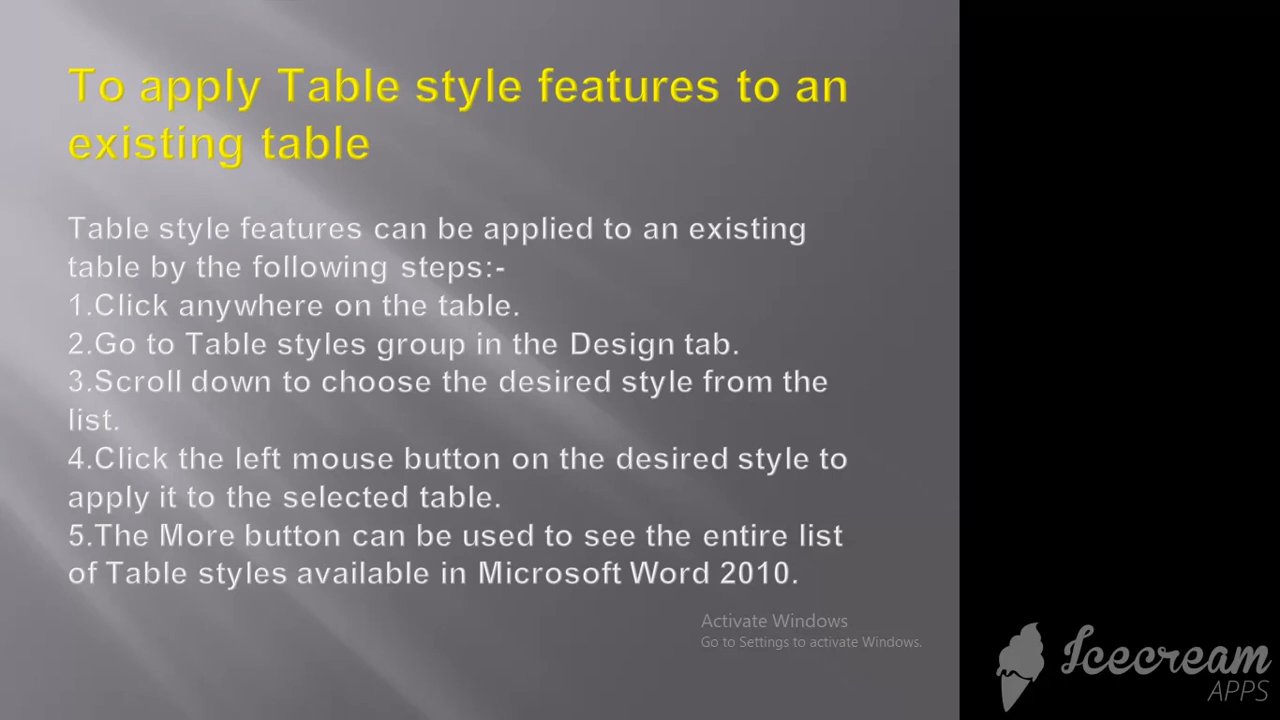 To apply Table style features to an
existing table
Table style features can be applied to an existing
table by the following steps:-
1.Click anywhere on the table.
2.Go to Table styles group in the Design tab.
3.Scroll down to choose the desired style from the
list.
4.Click the left mouse button on the desired style to
apply it to the selected table.
5.The More button can be used to see the entire list
of Table styles available in Microsoft Word 2010.
Activate Windows
Go to Settings to activate Windows.
Icecream
APPS